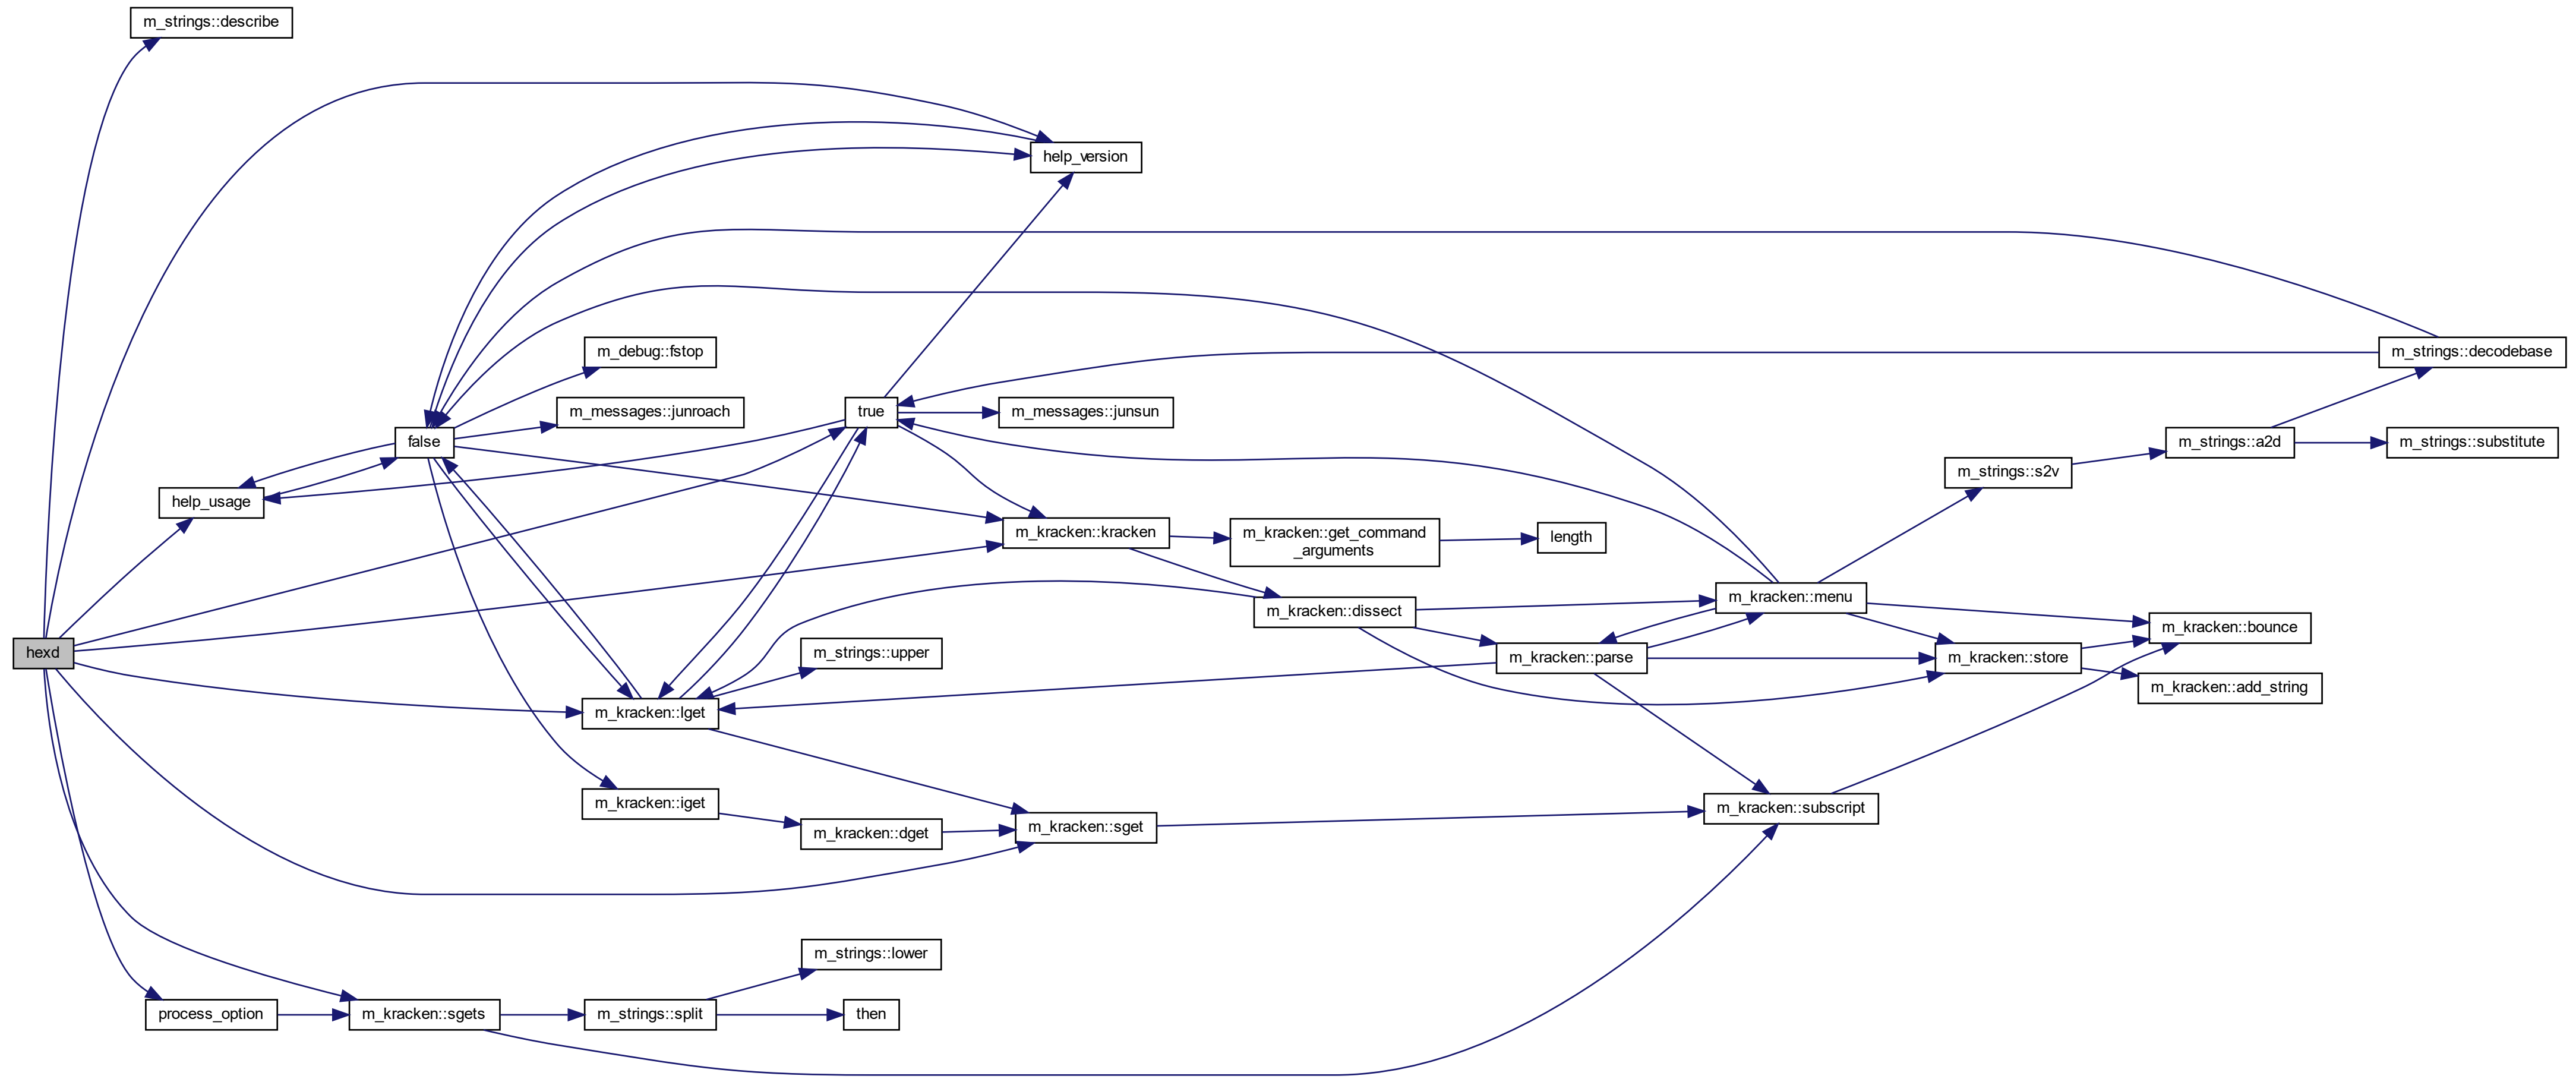 m_strings::describe
help_version
m_debug::fstop
m_strings::decodebase
m_messages::junroach
true
m_messages::junsun
false
m_strings::a2d
m_strings::substitute
m_strings::s2v
help_usage
m_kracken::kracken
m_kracken::get_command
_arguments
length
m_kracken::dissect
m_kracken::menu
m_kracken::bounce
hexd
m_strings::upper
m_kracken::parse
m_kracken::store
m_kracken::add_string
m_kracken::lget
m_kracken::iget
m_kracken::dget
m_kracken::sget
m_kracken::subscript
m_strings::lower
process_option
m_kracken::sgets
m_strings::split
then